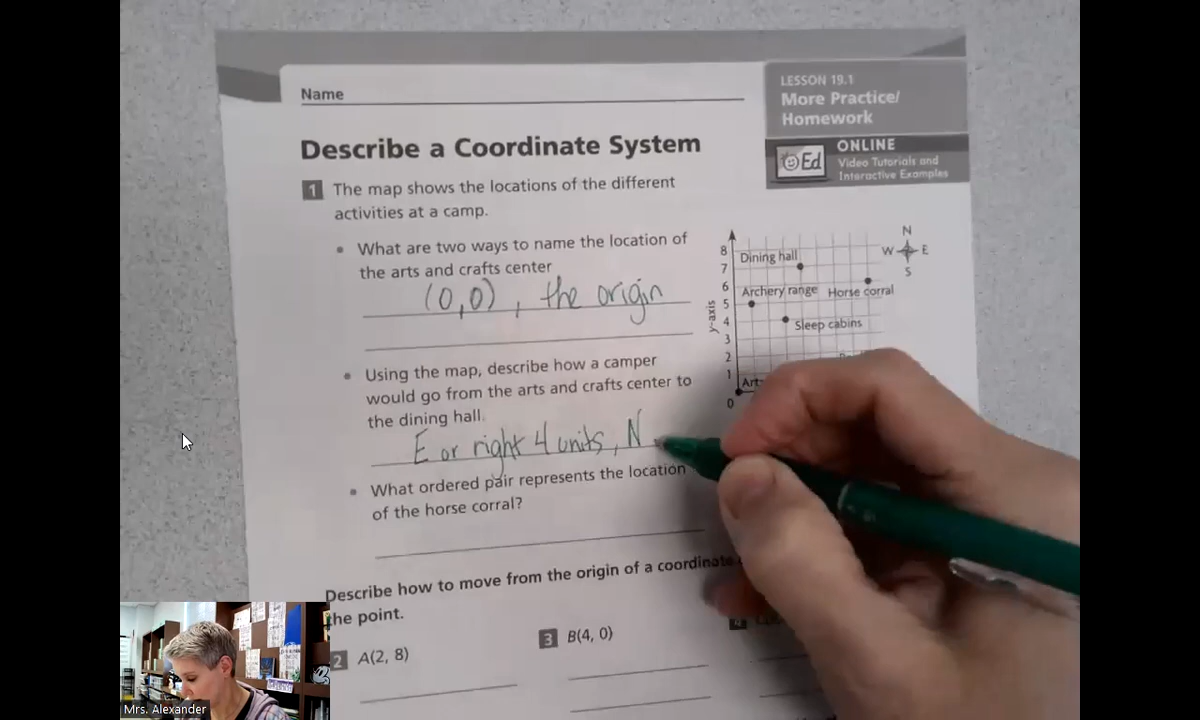 Name
LESSON 19.1
More Practice/
Homework
ONLINE
Ed
Video Tutorials and
Interactive Examples
Describe a Coordinate System
1 The map shows the locations of the different
activities at a camp.
• What are two ways to name the location of
the arts and crafts center
(0,0), the origin
• Using the map, describe how a camper
would go from the arts and crafts center to
the dining hall.
E or right 4 units, N
• What ordered pair represents the location
of the horse corral?
N
W E
S
8
7
6
5
4
3
2
1
0
y-axis
Dining hall
Archery range Horse corral
Sleep cabins
Art
Describe how to move from the origin of a coordinate
the point.
2 A(2, 8)
3 B(4, 0)
4
Mrs. Alexander